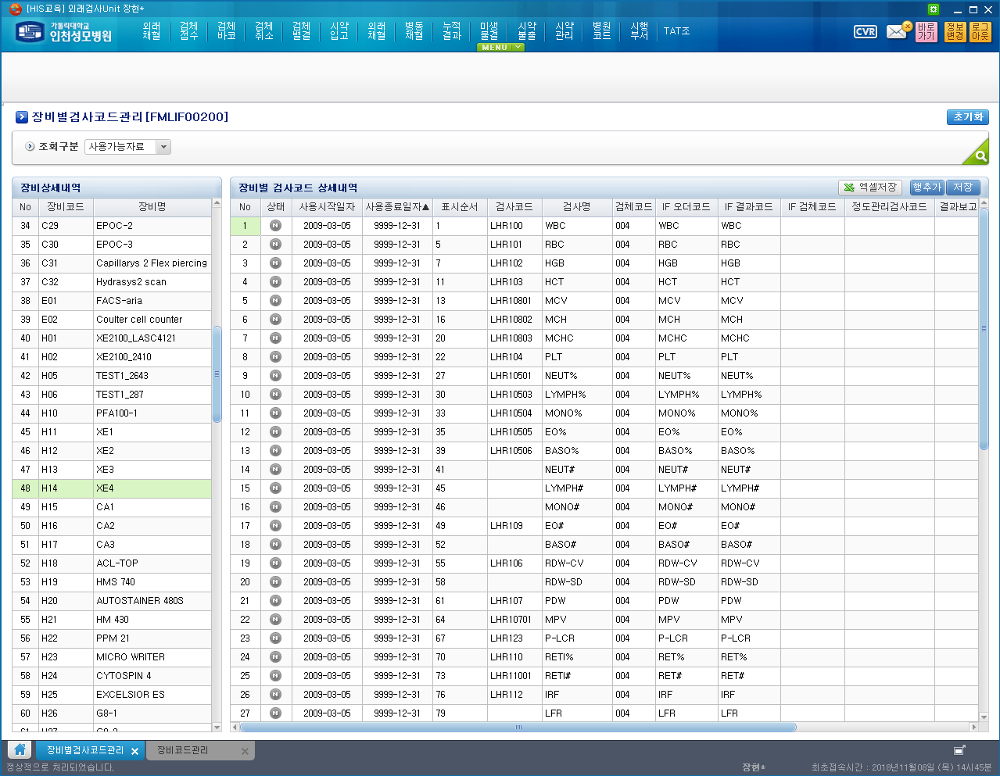 [HIS교육] 외래검사Unit 장현*
가톨릭대학교 인천성모병원
외래채혈 검체접수 검체바코 검체취소 검체별결 시약입고 외래채혈 병동채혈 누적결과 미생물결 시약불출 시약관리 병원코드 시행부서 TAT조
CVR 바로가기 정보변경 로그아웃
MENU
장비별검사코드관리[FMLIF00200] 초기화
조회구분 사용가능자료
장비상세내역
No 장비코드 장비명
34 C29 EPOC-2
35 C30 EPOC-3
36 C31 Capillarys 2 Flex piercing
37 C32 Hydrasys2 scan
38 E01 FACS-aria
39 E02 Coulter cell counter
40 H01 XE2100_LASC4121
41 H02 XE2100_2410
42 H05 TEST1_2643
43 H06 TEST1_287
44 H10 PFA100-1
45 H11 XE1
46 H12 XE2
47 H13 XE3
48 H14 XE4
49 H15 CA1
50 H16 CA2
51 H17 CA3
52 H18 ACL-TOP
53 H19 HMS 740
54 H20 AUTOSTAINER 480S
55 H21 HM 430
56 H22 PPM 21
57 H23 MICRO WRITER
58 H24 CYTOSPIN 4
59 H25 EXCELSIOR ES
60 H26 G8-1
61 H27 G8-2
장비별 검사코드 상세내역 엑셀저장 행추가 저장
No 상태 사용시작일자 사용종료일자▲ 표시순서 검사코드 검사명 검체코드 IF 오더코드 IF 결과코드 IF 검체코드 정도관리검사코드 결과보고
1 N 2009-03-05 9999-12-31 1 LHR100 WBC 004 WBC WBC
2 N 2009-03-05 9999-12-31 5 LHR101 RBC 004 RBC RBC
3 N 2009-03-05 9999-12-31 7 LHR102 HGB 004 HGB HGB
4 N 2009-03-05 9999-12-31 11 LHR103 HCT 004 HCT HCT
5 N 2009-03-05 9999-12-31 13 LHR10801 MCV 004 MCV MCV
6 N 2009-03-05 9999-12-31 16 LHR10802 MCH 004 MCH MCH
7 N 2009-03-05 9999-12-31 20 LHR10803 MCHC 004 MCHC MCHC
8 N 2009-03-05 9999-12-31 22 LHR104 PLT 004 PLT PLT
9 N 2009-03-05 9999-12-31 27 LHR10501 NEUT% 004 NEUT% NEUT%
10 N 2009-03-05 9999-12-31 30 LHR10503 LYMPH% 004 LYMPH% LYMPH%
11 N 2009-03-05 9999-12-31 33 LHR10504 MONO% 004 MONO% MONO%
12 N 2009-03-05 9999-12-31 35 LHR10505 EO% 004 EO% EO%
13 N 2009-03-05 9999-12-31 39 LHR10506 BASO% 004 BASO% BASO%
14 N 2009-03-05 9999-12-31 41 NEUT# 004 NEUT# NEUT#
15 N 2009-03-05 9999-12-31 45 LYMPH# 004 LYMPH# LYMPH#
16 N 2009-03-05 9999-12-31 46 MONO# 004 MONO# MONO#
17 N 2009-03-05 9999-12-31 49 LHR109 EO# 004 EO# EO#
18 N 2009-03-05 9999-12-31 52 BASO# 004 BASO# BASO#
19 N 2009-03-05 9999-12-31 55 LHR106 RDW-CV 004 RDW-CV RDW-CV
20 N 2009-03-05 9999-12-31 58 RDW-SD 004 RDW-SD RDW-SD
21 N 2009-03-05 9999-12-31 61 LHR107 PDW 004 PDW PDW
22 N 2009-03-05 9999-12-31 64 LHR10701 MPV 004 MPV MPV
23 N 2009-03-05 9999-12-31 67 LHR123 P-LCR 004 P-LCR P-LCR
24 N 2009-03-05 9999-12-31 70 LHR110 RETI% 004 RET% RET%
25 N 2009-03-05 9999-12-31 73 LHR11001 RETI# 004 RET# RET#
26 N 2009-03-05 9999-12-31 76 LHR112 IRF 004 IRF IRF
27 N 2009-03-05 9999-12-31 79 LFR 004 LFR LFR
장비별검사코드관리 장비코드관리
정상적으로 처리되었습니다. 장현* 최초접속시간 : 2018년11월08일 (목) 14시45분